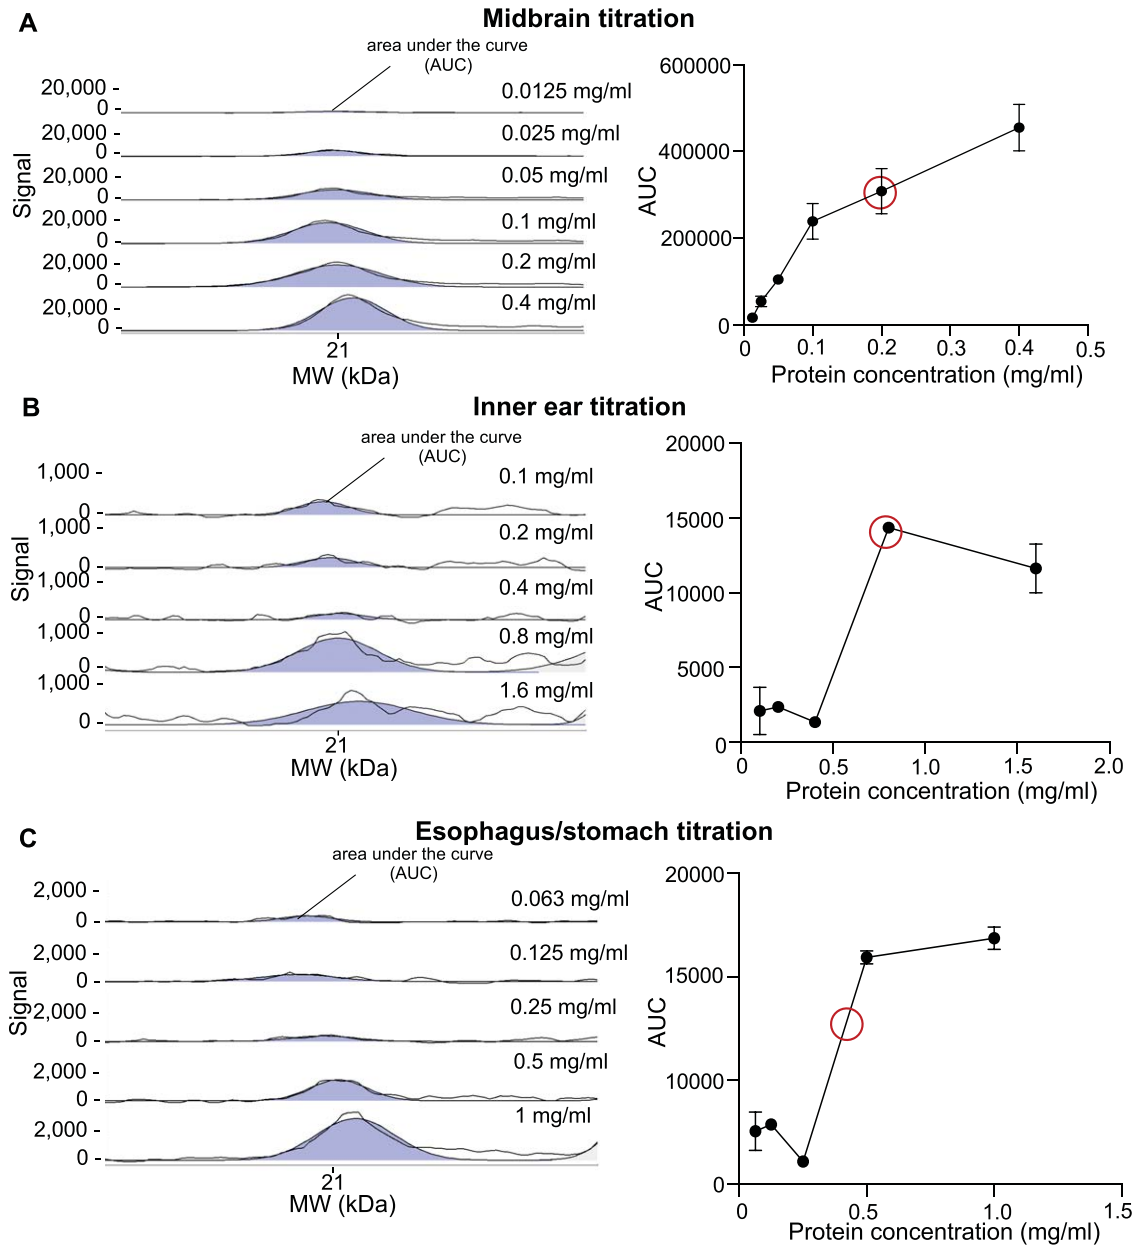 A
Midbrain titration
area under the curve
(AUC)
20,000
0
20,000
0
20,000
0
20,000
0
20,000
0
20,000
0
Signal
0.0125 mg/ml
0.025 mg/ml
0.05 mg/ml
0.1 mg/ml
0.2 mg/ml
0.4 mg/ml
21
MW (kDa)
600000
400000
200000
0
AUC
0 0.1 0.2 0.3 0.4 0.5
Protein concentration (mg/ml)
B
Inner ear titration
area under the curve
(AUC)
1,000
0
1,000
0
1,000
0
1,000
0
1,000
0
Signal
0.1 mg/ml
0.2 mg/ml
0.4 mg/ml
0.8 mg/ml
1.6 mg/ml
21
MW (kDa)
20000
15000
10000
5000
0
AUC
0 0.5 1.0 1.5 2.0
Protein concentration (mg/ml)
C
Esophagus/stomach titration
area under the curve
(AUC)
2,000
0
2,000
0
2,000
0
2,000
0
2,000
0
Signal
0.063 mg/ml
0.125 mg/ml
0.25 mg/ml
0.5 mg/ml
1 mg/ml
21
MW (kDa)
20000
15000
10000
0
AUC
0 0.5 1.0 1.5
Protein concentration (mg/ml)